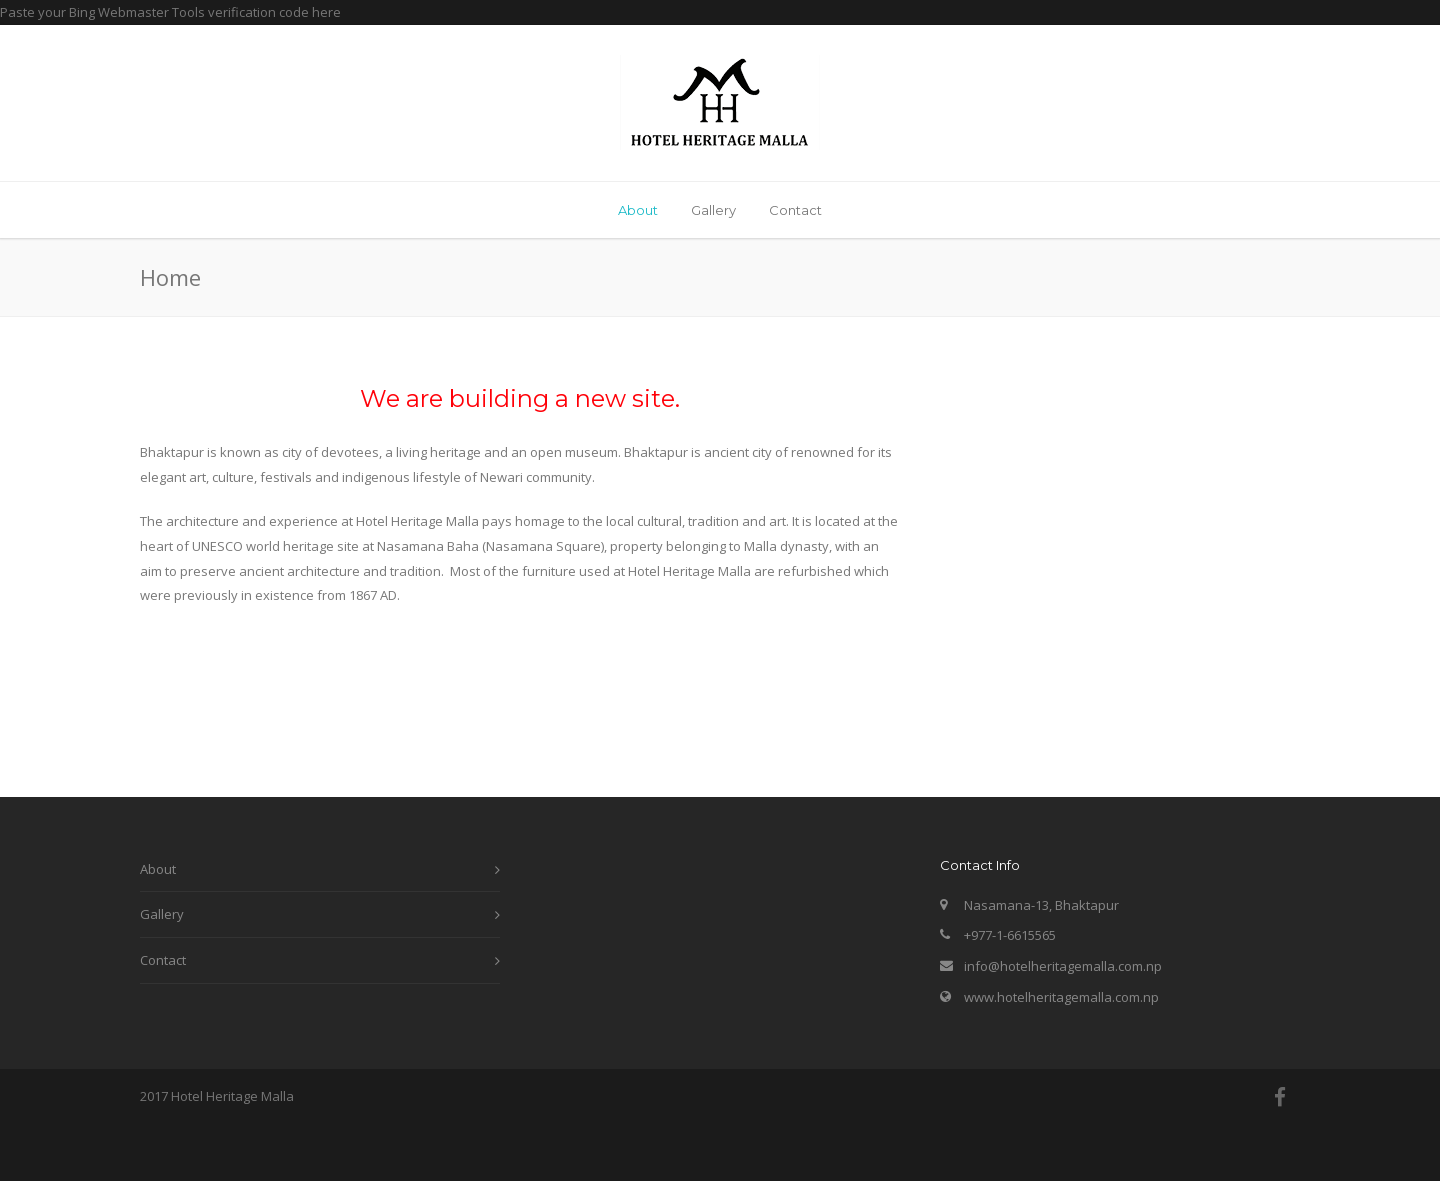 Paste your Bing Webmaster Tools verification code here
MHH
HOTEL HERITAGE MALLA
About Gallery Contact
Home
We are building a new site.
Bhaktapur is known as city of devotees, a living heritage and an open museum. Bhaktapur is ancient city of renowned for its
elegant art, culture, festivals and indigenous lifestyle of Newari community.
The architecture and experience at Hotel Heritage Malla pays homage to the local cultural, tradition and art. It is located at the
heart of UNESCO world heritage site at Nasamana Baha (Nasamana Square), property belonging to Malla dynasty, with an
aim to preserve ancient architecture and tradition.  Most of the furniture used at Hotel Heritage Malla are refurbished which
were previously in existence from 1867 AD.
About
Gallery
Contact
Contact Info
Nasamana-13, Bhaktapur
+977-1-6615565
info@hotelheritagemalla.com.np
www.hotelheritagemalla.com.np
2017 Hotel Heritage Malla